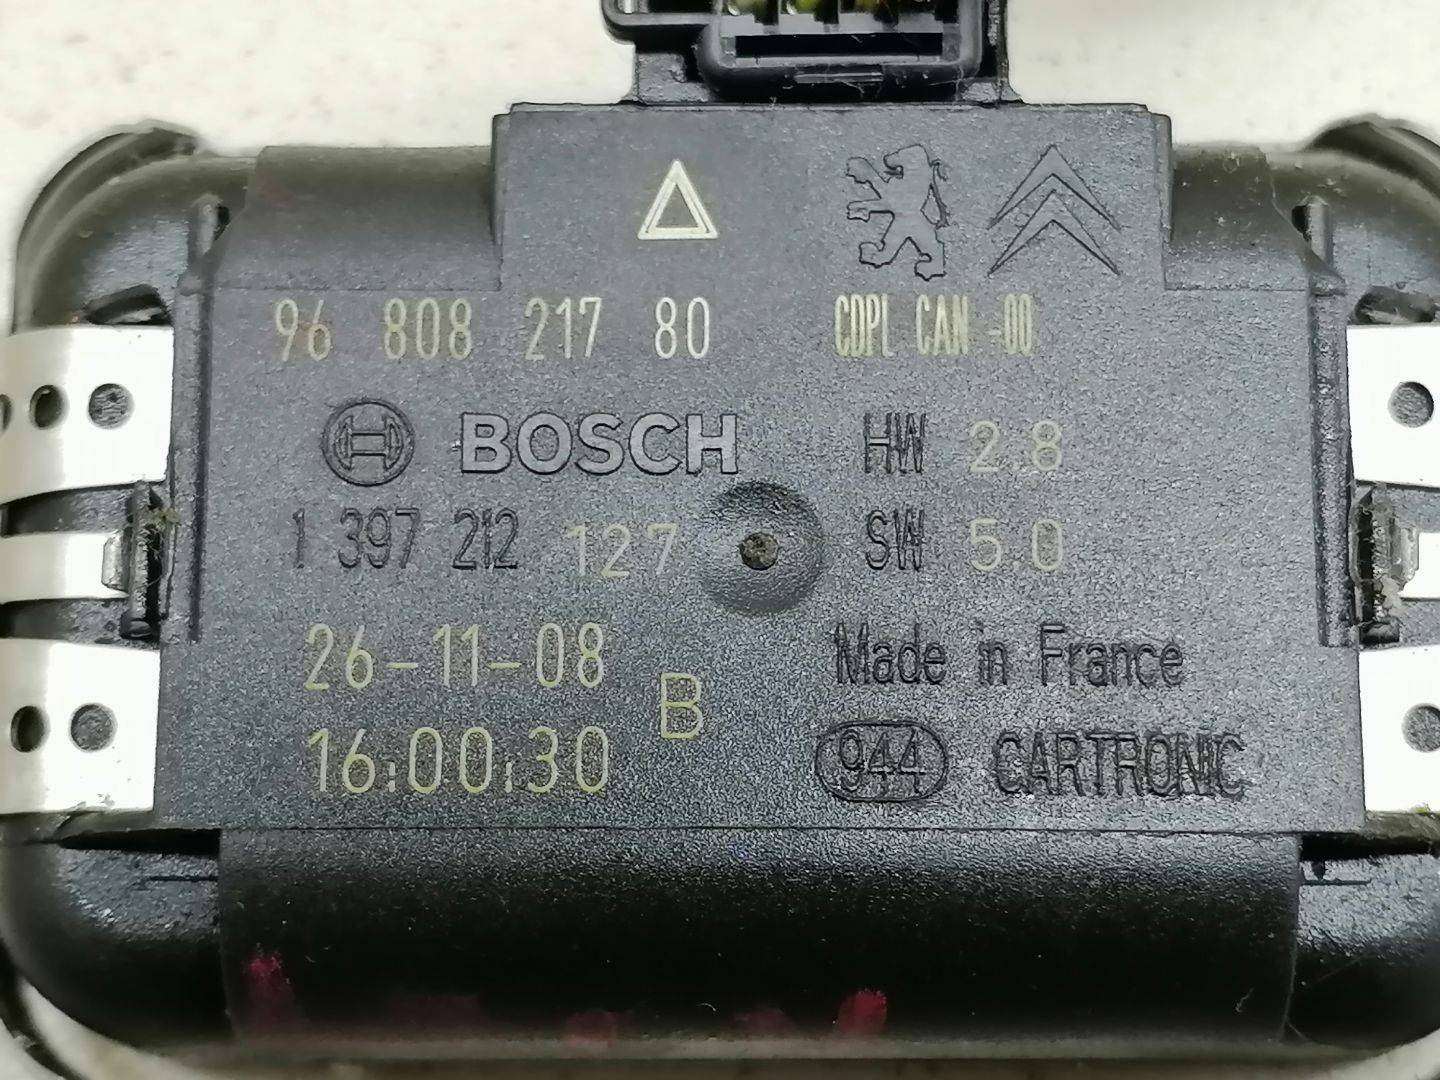 96 808 217 80 CDPL CAN -00
BOSCH HW 2.8
1 397 212 127 SW 5.0
26-11-08 Made in France
B
16:00:30 944 CARTRONIC